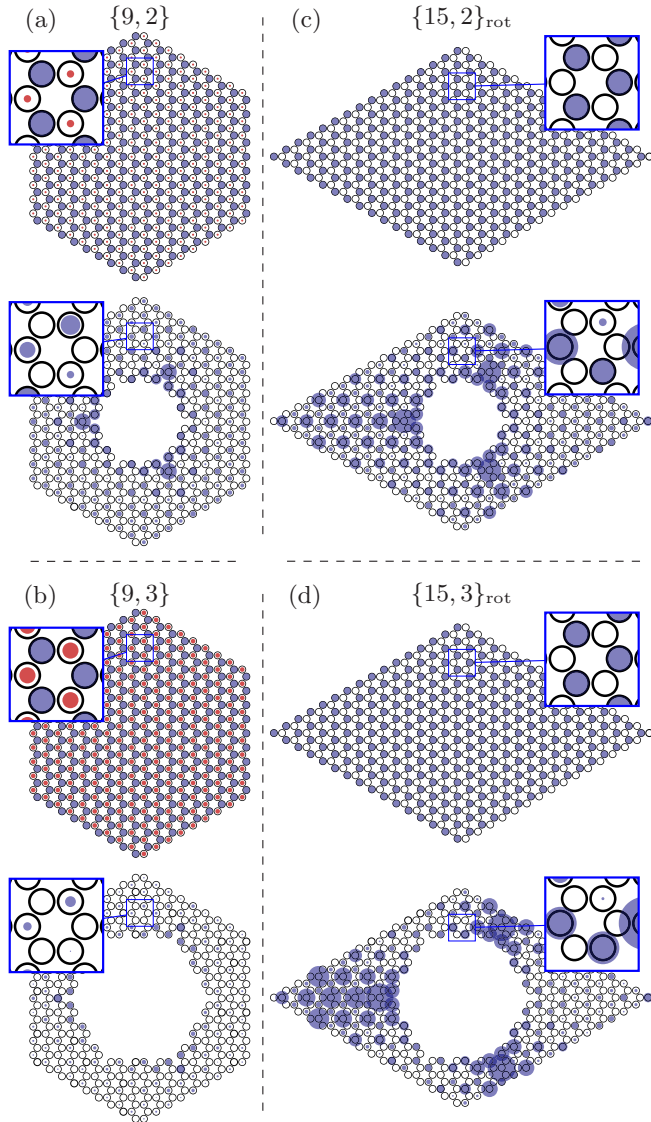 (a) {9, 2}
(c) {15, 2}rot
(b) {9, 3}
(d) {15, 3}rot